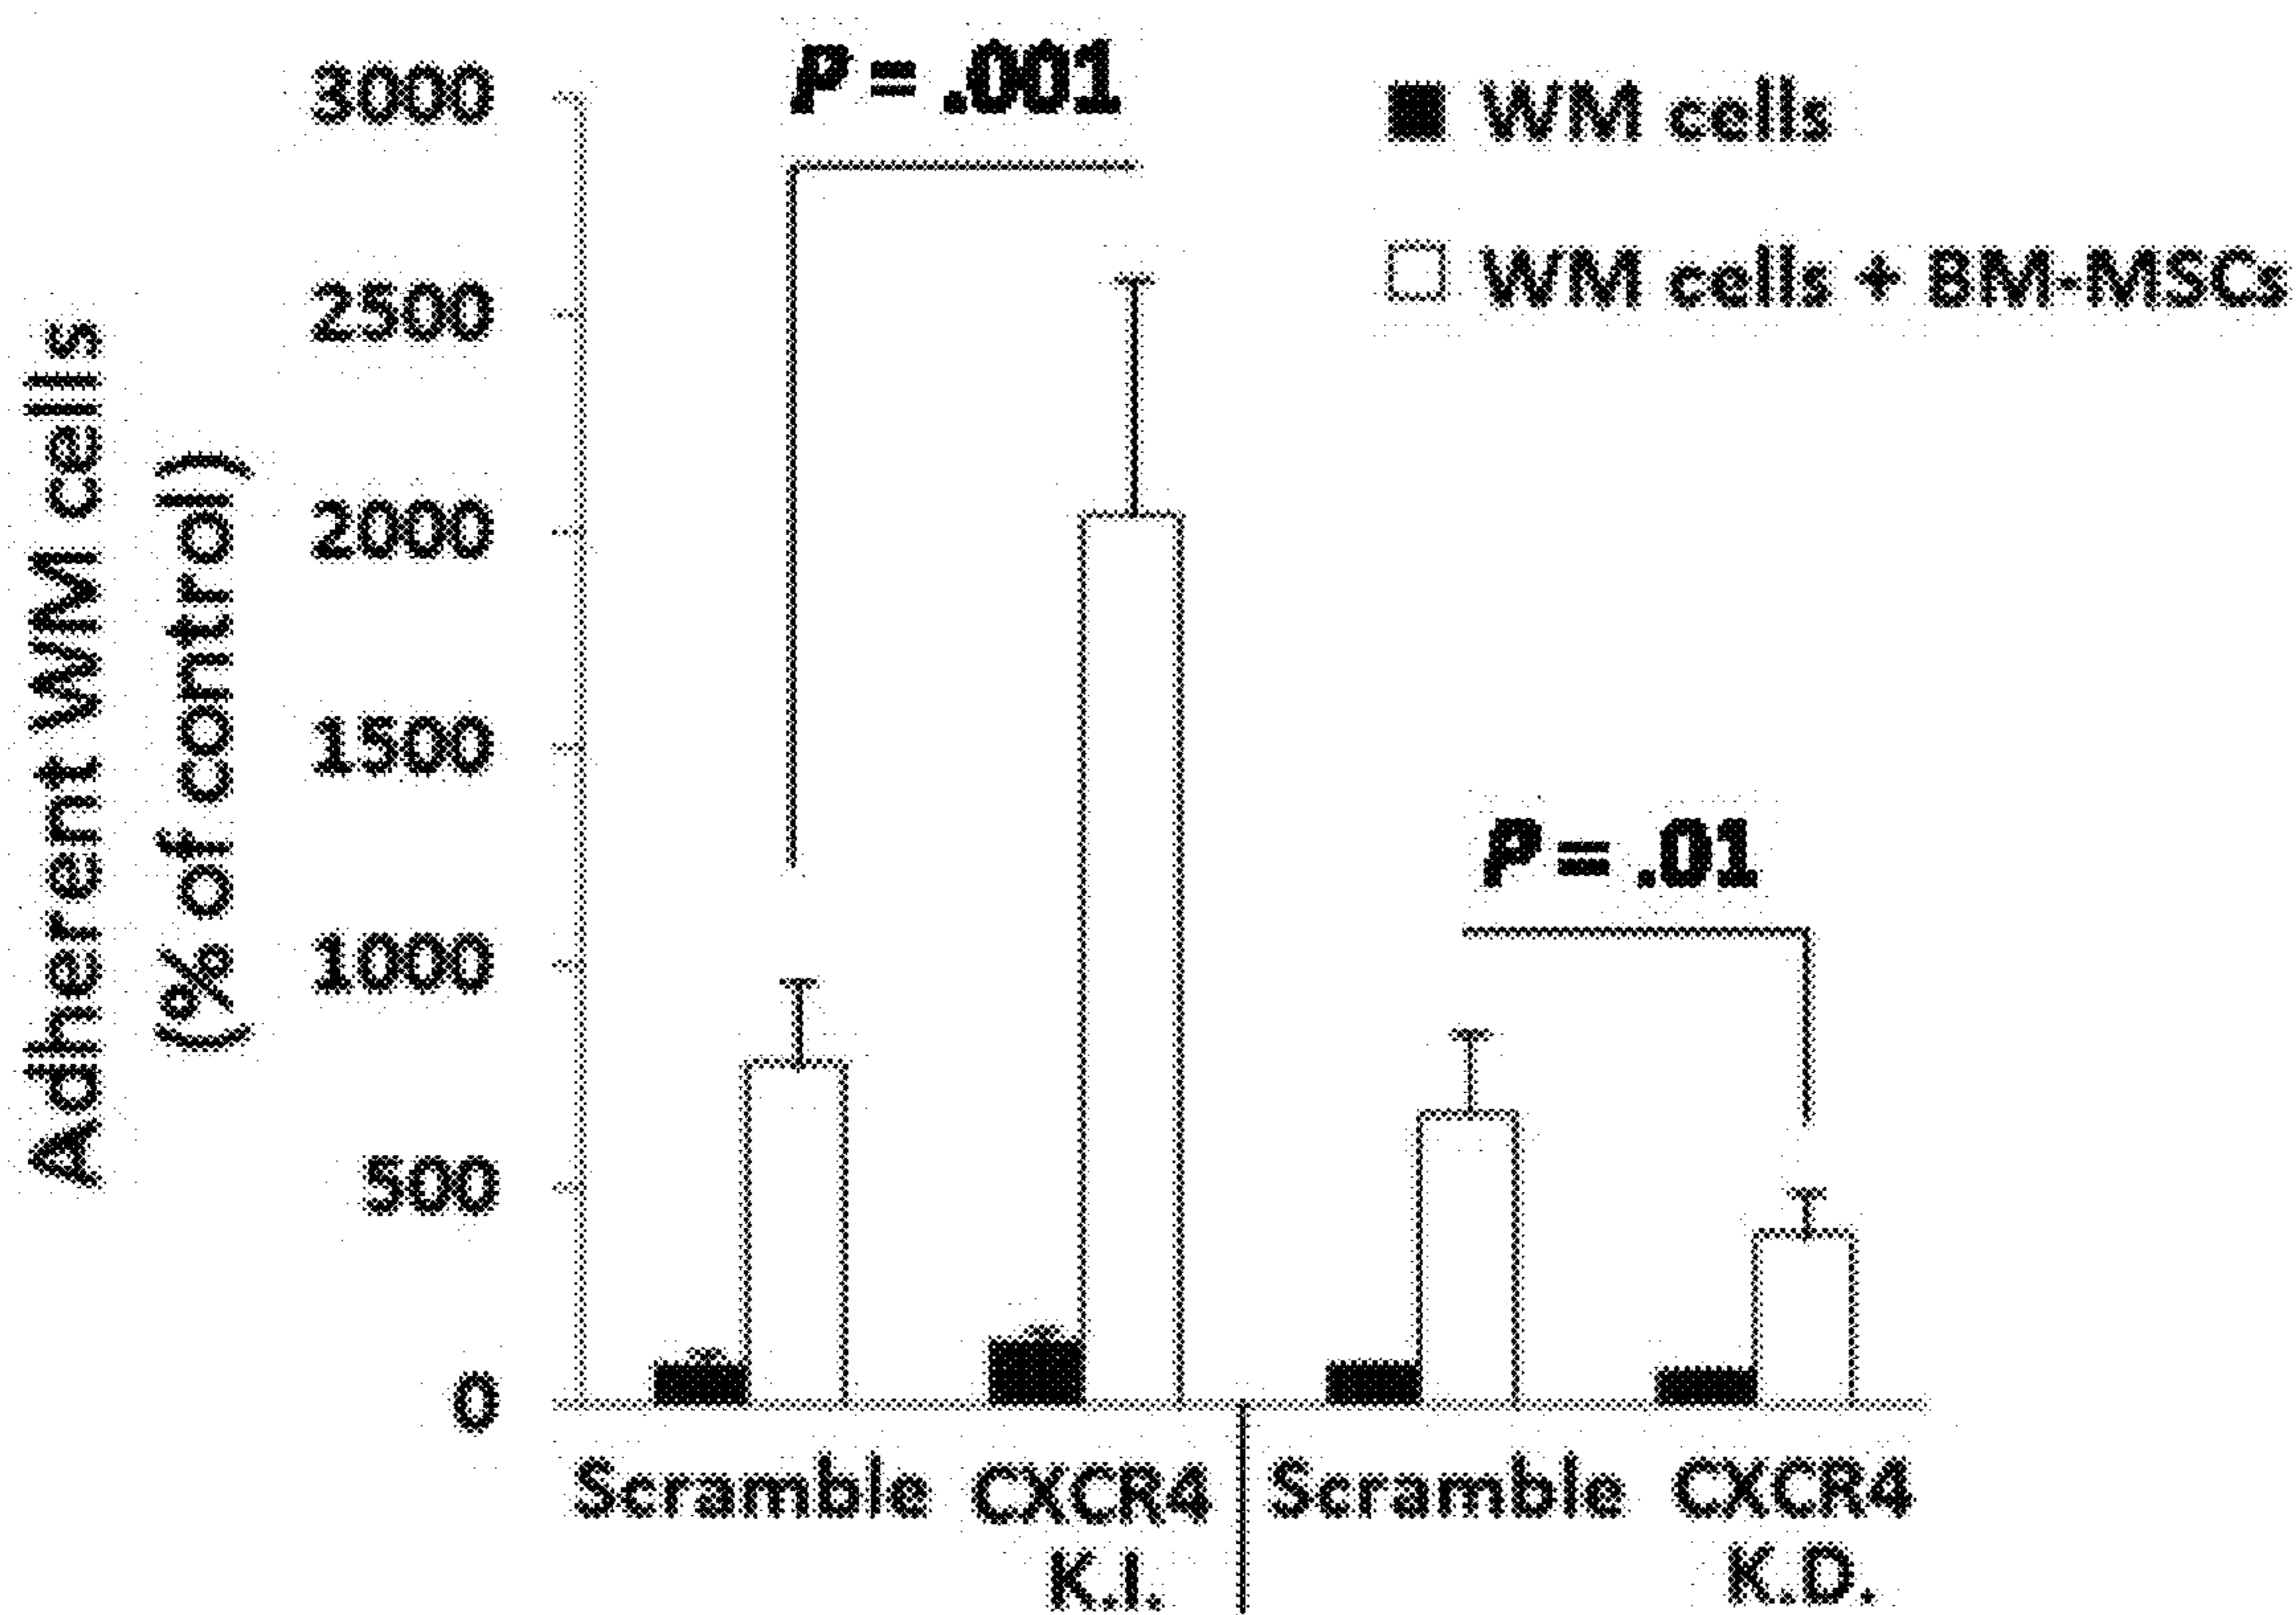 P = .001
WM cells
WM cells + BM-MSCs
Adherent WM cells
(% of control)
3000
2500
2000
1500
1000
500
0
P = .01
Scramble CXCR4 Scramble CXCR4
K.I. K.D.